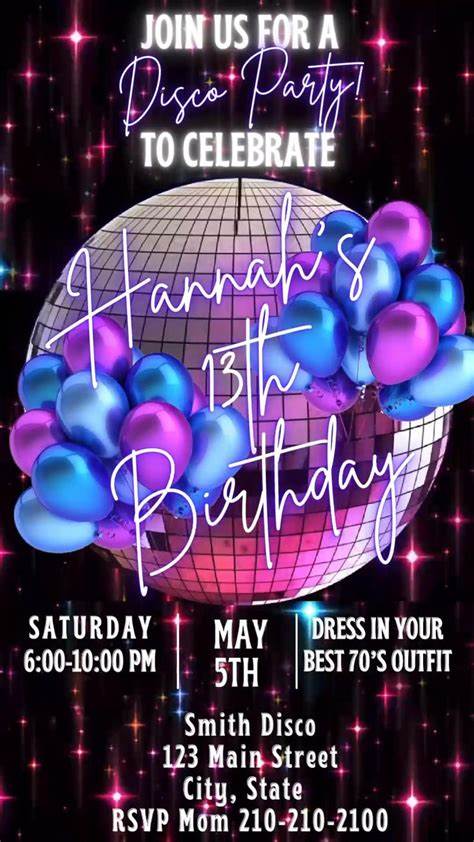 JOIN US FOR A
Disco Party!
TO CELEBRATE
Hannah's
13th
Birthday
SATURDAY
6:00-10:00 PM
MAY
5TH
DRESS IN YOUR
BEST 70'S OUTFIT
Smith Disco
123 Main Street
City, State
RSVP Mom 210-210-2100